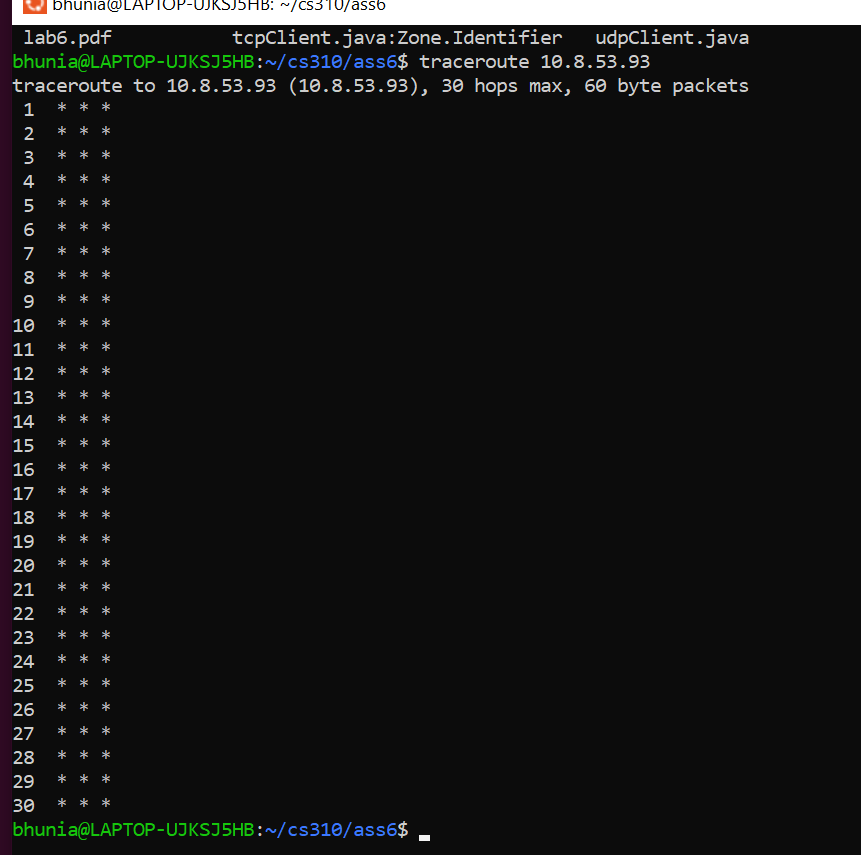 bhunia@LAPTOP-UJKSJ5HB: ~/cs310/ass6
lab6.pdf tcpClient.java:Zone.Identifier udpClient.java
bhunia@LAPTOP-UJKSJ5HB:~/cs310/ass6$ traceroute 10.8.53.93
traceroute to 10.8.53.93 (10.8.53.93), 30 hops max, 60 byte packets
1 * * *
2 * * *
3 * * *
4 * * *
5 * * *
6 * * *
7 * * *
8 * * *
9 * * *
10 * * *
11 * * *
12 * * *
13 * * *
14 * * *
15 * * *
16 * * *
17 * * *
18 * * *
19 * * *
20 * * *
21 * * *
22 * * *
23 * * *
24 * * *
25 * * *
26 * * *
27 * * *
28 * * *
29 * * *
30 * * *
bhunia@LAPTOP-UJKSJ5HB:~/cs310/ass6$